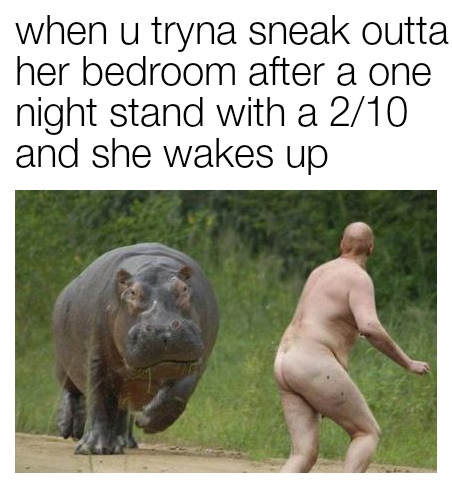 when u tryna sneak outta
her bedroom after a one
night stand with a 2/10
and she wakes up